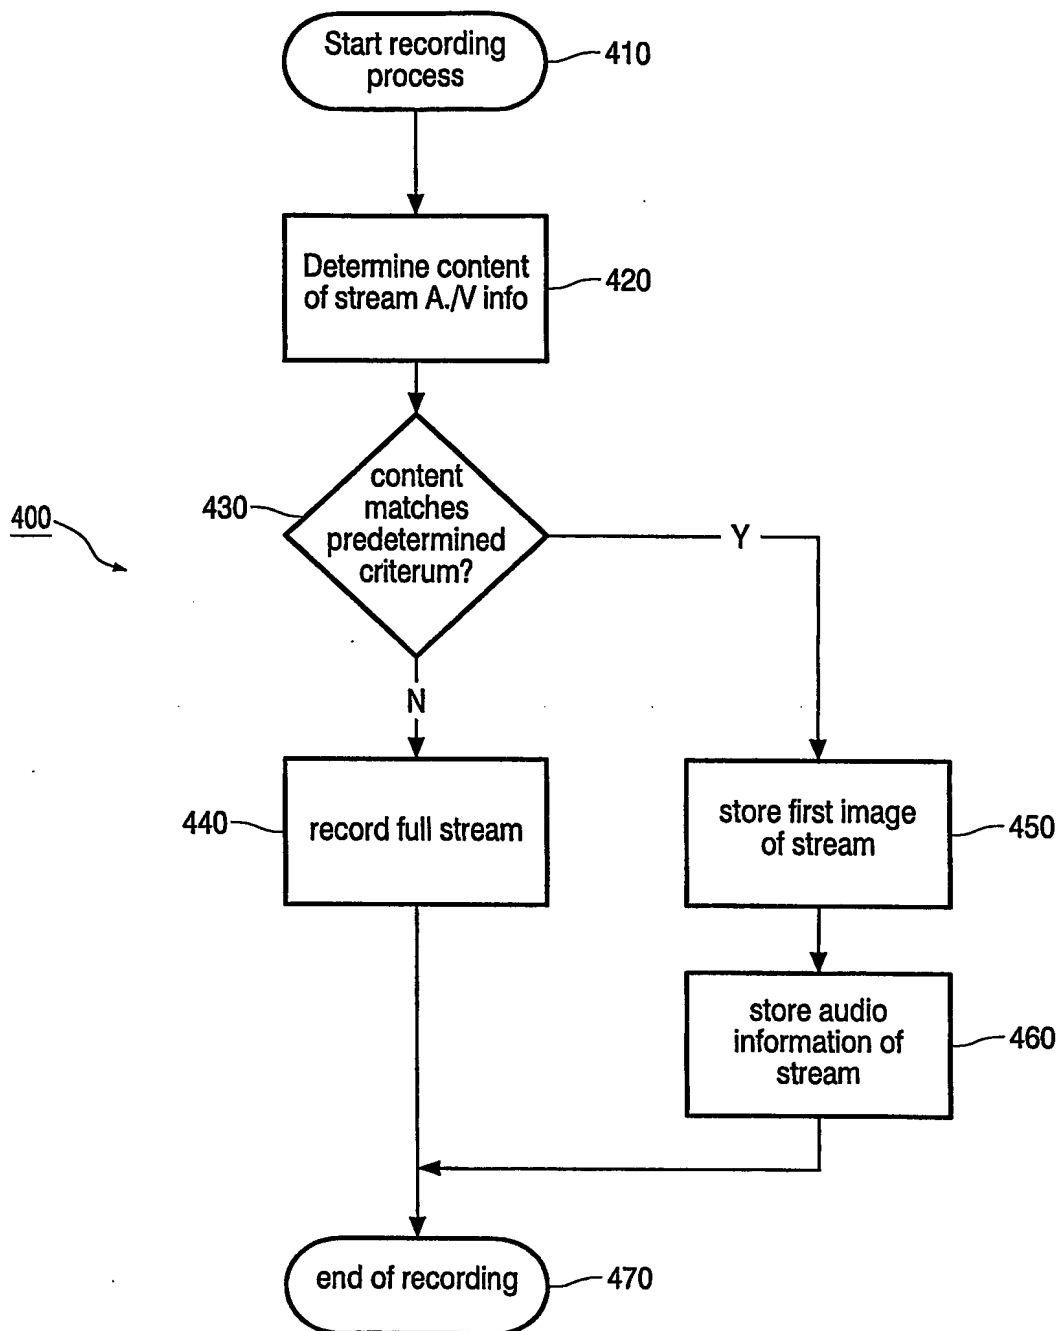 Start recording
process
410
Determine content
of stream A./V info
420
content
matches
predetermined
criterum?
430
400
Y
N
record full stream
440
store first image
of stream
450
store audio
information of
stream
460
end of recording
470